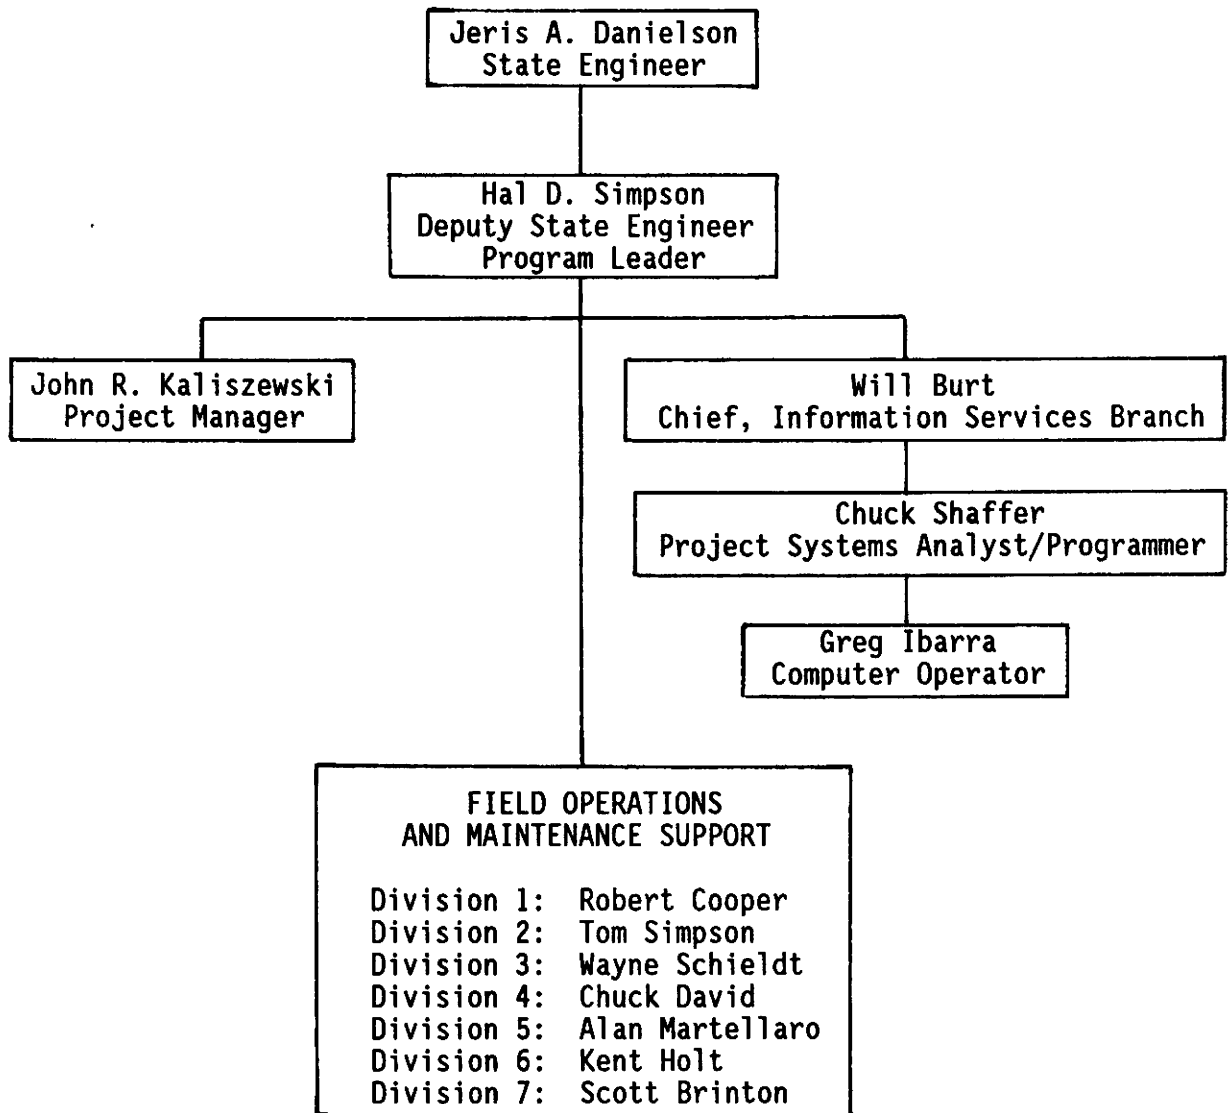 Jeris A. Danielson
State Engineer
Hal D. Simpson
Deputy State Engineer
Program Leader
John R. Kaliszewski
Project Manager
Will Burt
Chief, Information Services Branch
Chuck Shaffer
Project Systems Analyst/Programmer
Greg Ibarra
Computer Operator
FIELD OPERATIONS
AND MAINTENANCE SUPPORT
Division 1: Robert Cooper
Division 2: Tom Simpson
Division 3: Wayne Schieldt
Division 4: Chuck David
Division 5: Alan Martellaro
Division 6: Kent Holt
Division 7: Scott Brinton